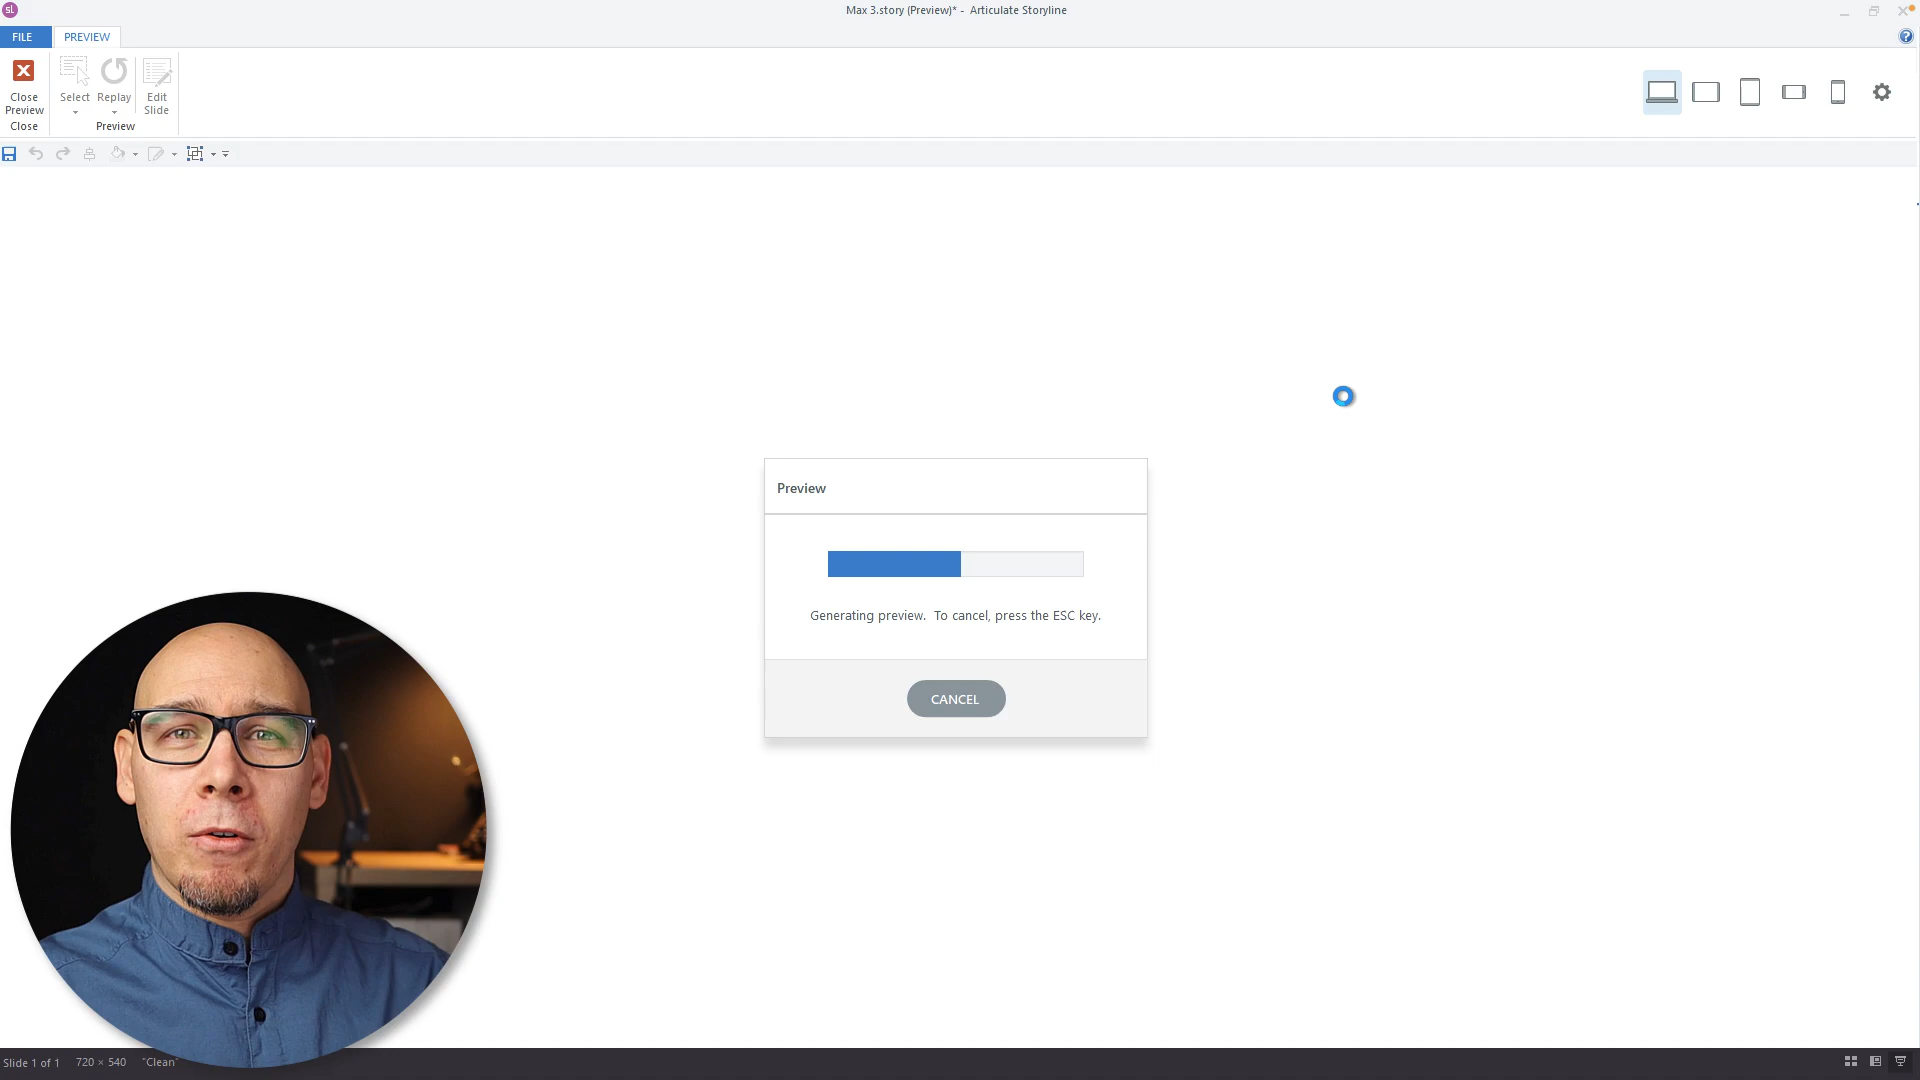 sl
Max 3.story (Preview)* - Articulate Storyline
FILE
PREVIEW
?
Close
Preview
Select
Replay
Edit
Slide
Close
Preview
Preview
Generating preview. To cancel, press the ESC key.
CANCEL
Slide 1 of 1
720 × 540
"Clean"